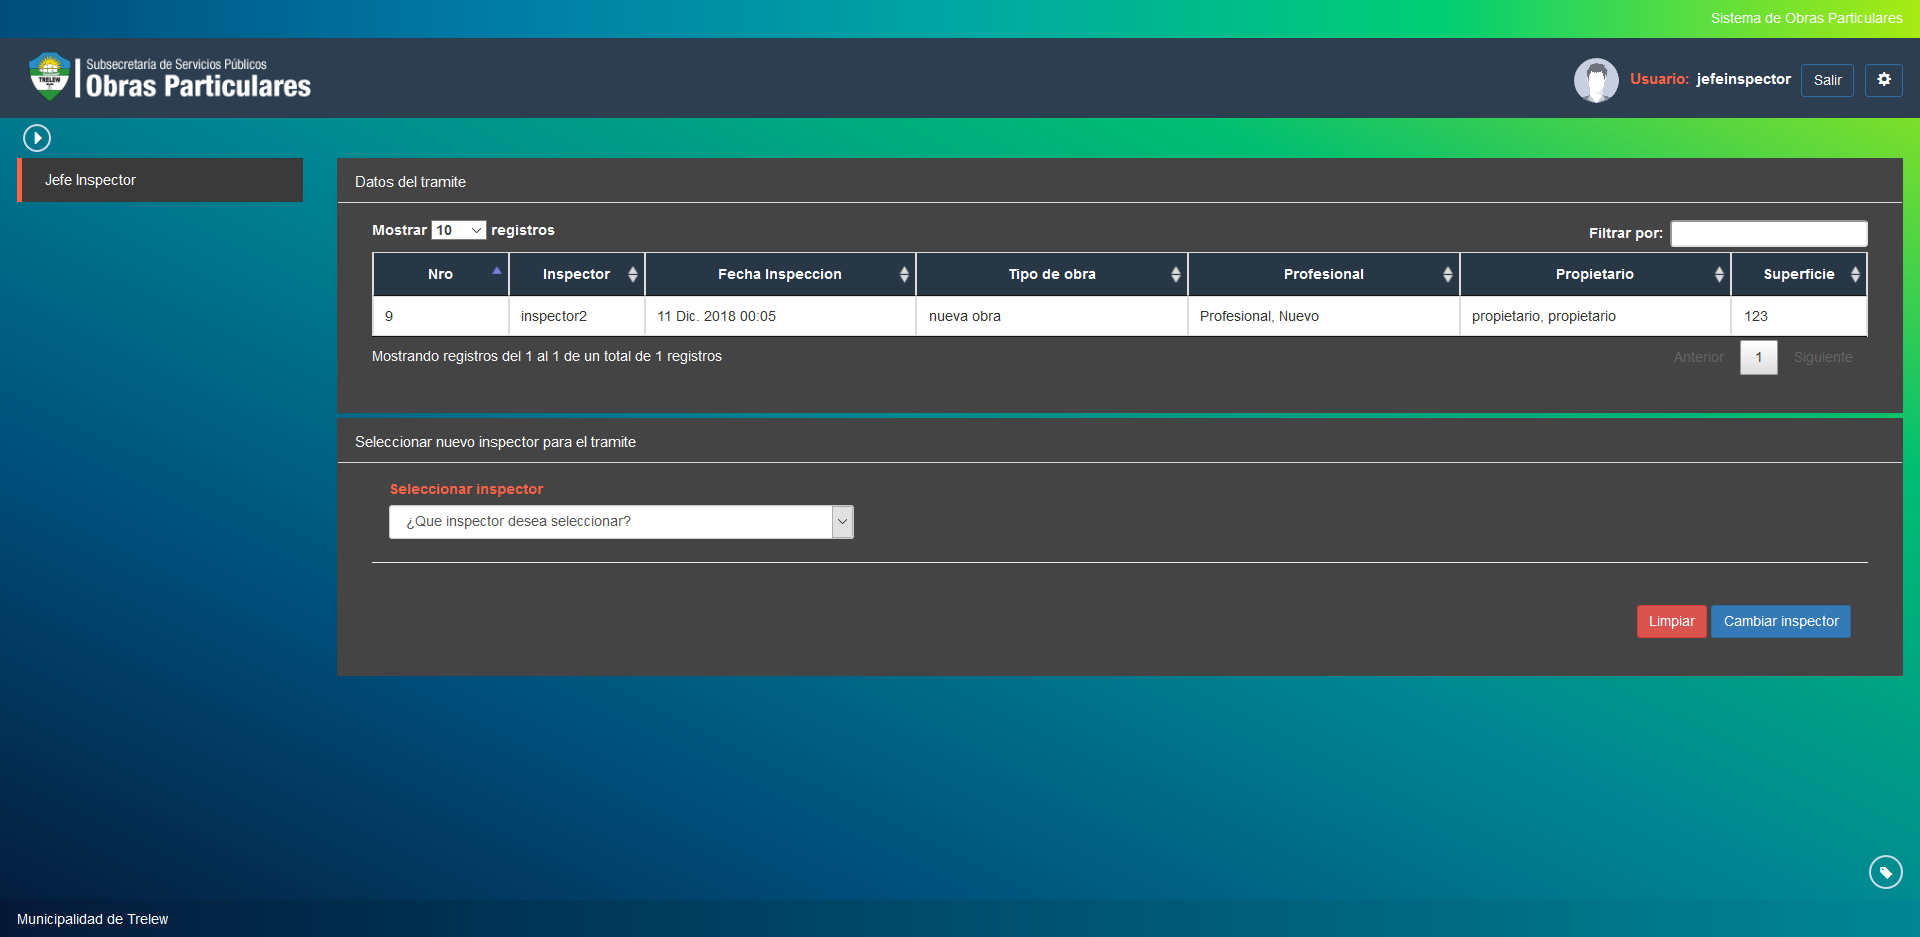 Sistema de Obras Particulares
TRELEW
Subsecretaría de Servicios Públicos
Obras Particulares
Usuario: jefeinspector
Salir
Jefe Inspector
Datos del tramite
Mostrar 10 registros
Filtrar por:
Nro Inspector Fecha Inspeccion Tipo de obra Profesional Propietario Superficie
9 inspector2 11 Dic. 2018 00:05 nueva obra Profesional, Nuevo propietario, propietario 123
Mostrando registros del 1 al 1 de un total de 1 registros
Anterior 1 Siguiente
Seleccionar nuevo inspector para el tramite
Seleccionar inspector
¿Que inspector desea seleccionar?
Limpiar Cambiar inspector
Municipalidad de Trelew